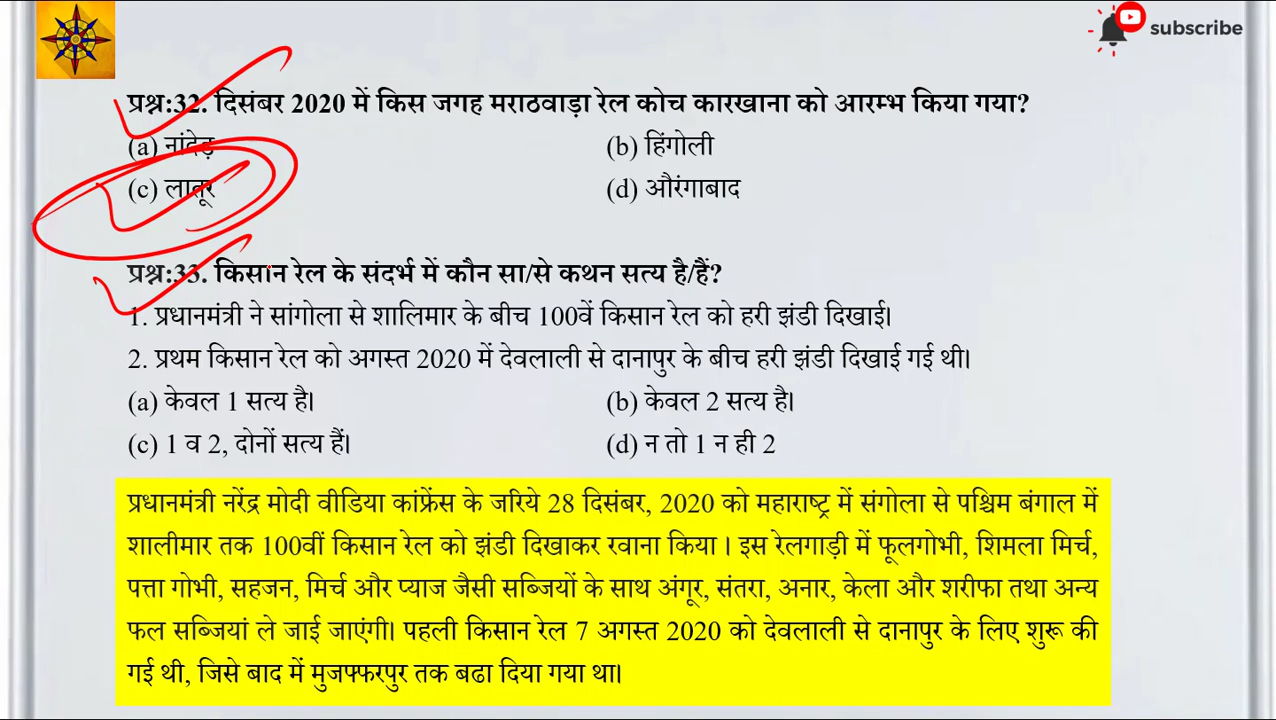 subscribe
प्रश्न:32. दिसंबर 2020 में किस जगह मराठवाड़ा रेल कोच कारखाना को आरम्भ किया गया?
(a) नांदेड़ (b) हिंगोली
(c) लातूर (d) औरंगाबाद
प्रश्न:33. किसान रेल के संदर्भ में कौन सा/से कथन सत्य है/हैं?
1. प्रधानमंत्री ने सांगोला से शालिमार के बीच 100वें किसान रेल को हरी झंडी दिखाई।
2. प्रथम किसान रेल को अगस्त 2020 में देवलाली से दानापुर के बीच हरी झंडी दिखाई गई थी।
(a) केवल 1 सत्य है। (b) केवल 2 सत्य है।
(c) 1 व 2, दोनों सत्य हैं। (d) न तो 1 न ही 2
प्रधानमंत्री नरेंद्र मोदी वीडिया कांफ्रेंस के जरिये 28 दिसंबर, 2020 को महाराष्ट्र में संगोला से पश्चिम बंगाल में
शालीमार तक 100वीं किसान रेल को झंडी दिखाकर रवाना किया । इस रेलगाड़ी में फूलगोभी, शिमला मिर्च,
पत्ता गोभी, सहजन, मिर्च और प्याज जैसी सब्जियों के साथ अंगूर, संतरा, अनार, केला और शरीफा तथा अन्य
फल सब्जियां ले जाई जाएंगी। पहली किसान रेल 7 अगस्त 2020 को देवलाली से दानापुर के लिए शुरू की
गई थी, जिसे बाद में मुजफ्फरपुर तक बढा दिया गया था।